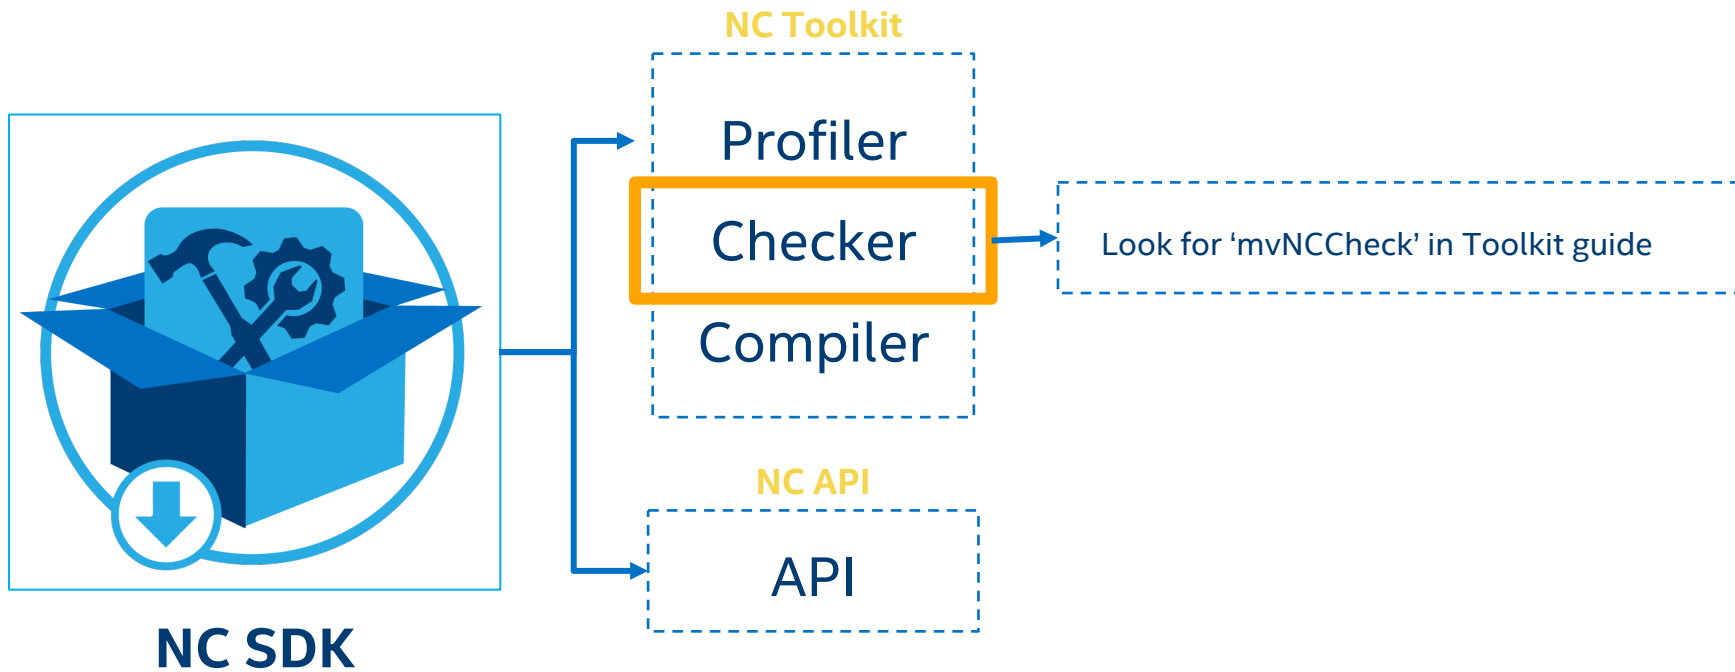 NC Toolkit
Profiler
Checker
Look for ‘mvNCCheck’ in Toolkit guide
Compiler
NC API
API
NC SDK